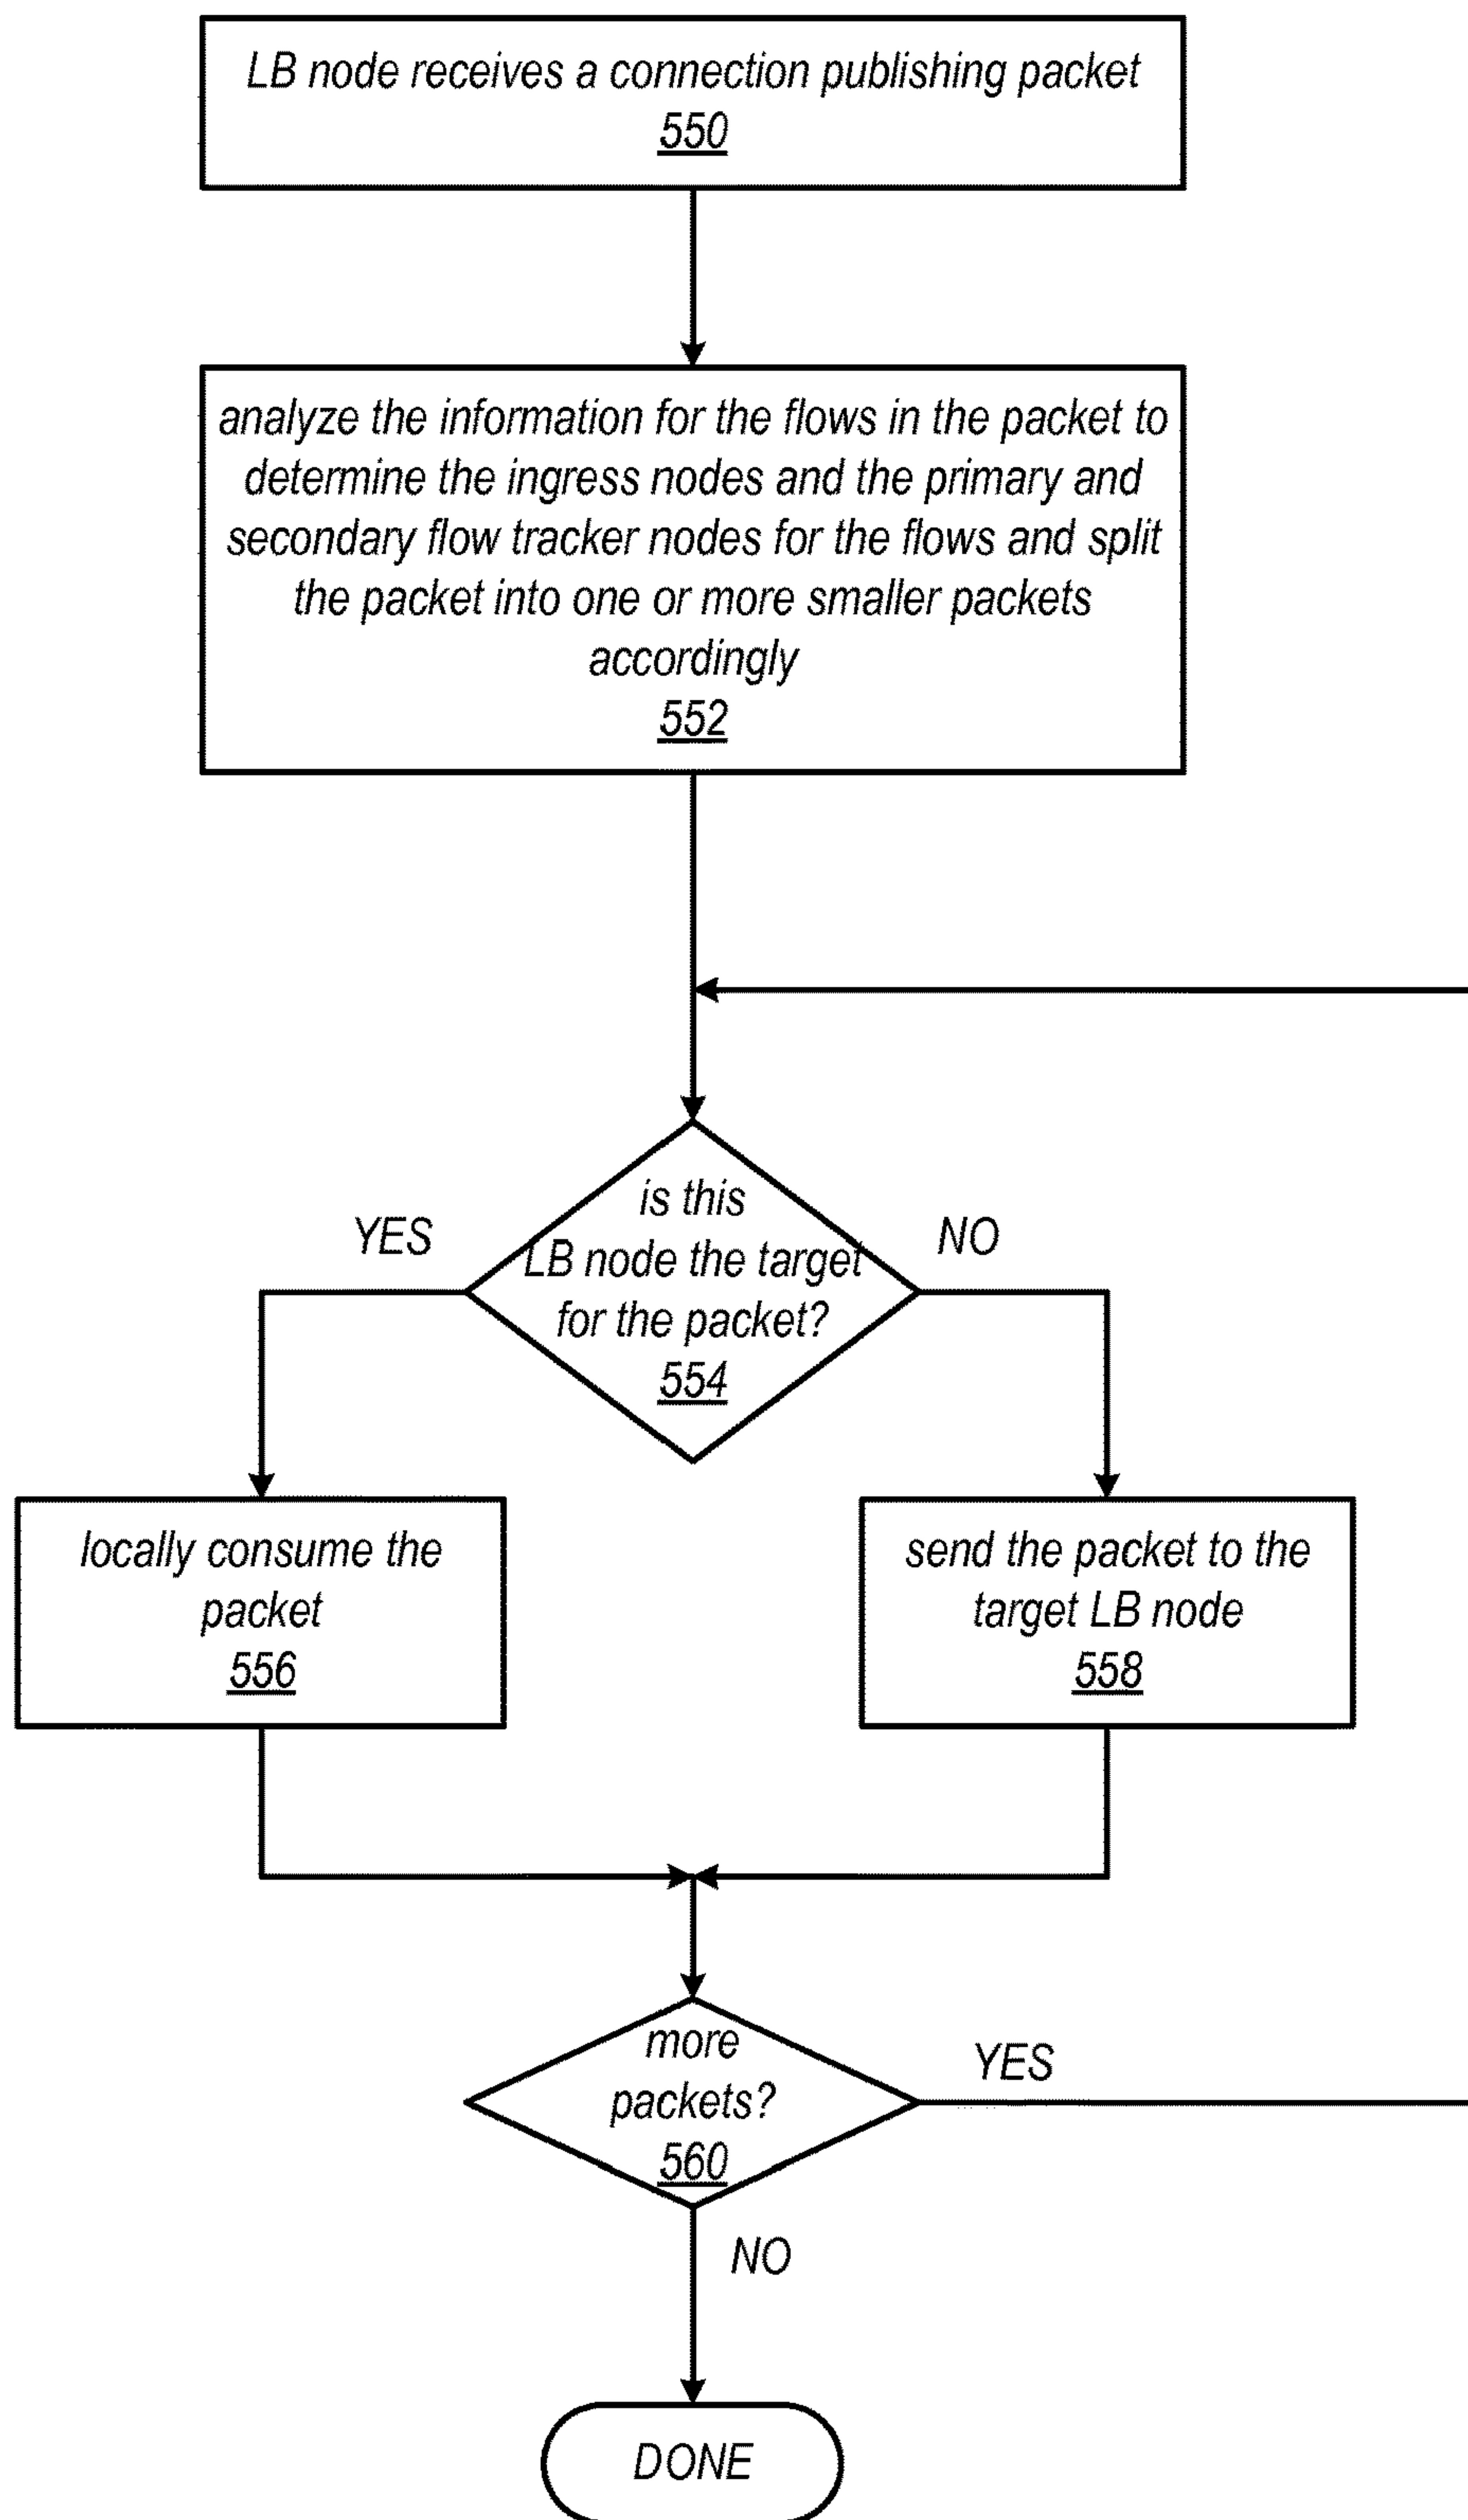 LB node receives a connection publishing packet
550
analyze the information for the flows in the packet to
determine the ingress nodes and the primary and
secondary flow tracker nodes for the flows and split
the packet into one or more smaller packets
accordingly
552
is this
LB node the target
for the packet?
554
YES
NO
locally consume the
packet
556
send the packet to the
target LB node
558
more
packets?
560
YES
NO
DONE